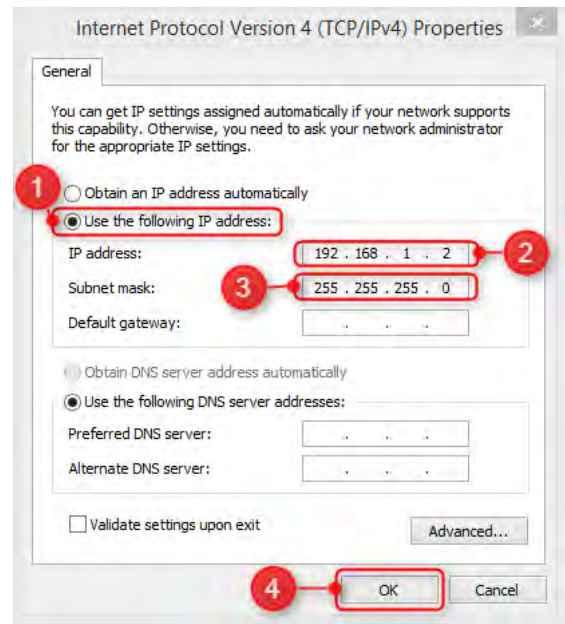 Internet Protocol Version 4 (TCP/IPv4) Properties
General
You can get IP settings assigned automatically if your network supports
this capability. Otherwise, you need to ask your network administrator
for the appropriate IP settings.
1
Obtain an IP address automatically
Use the following IP address:
IP address: 192 . 168 . 1 . 2 2
Subnet mask: 3 255 . 255 . 255 . 0
Default gateway: . . .
Obtain DNS server address automatically
Use the following DNS server addresses:
Preferred DNS server: . . .
Alternate DNS server: . . .
Validate settings upon exit
Advanced...
4 OK Cancel